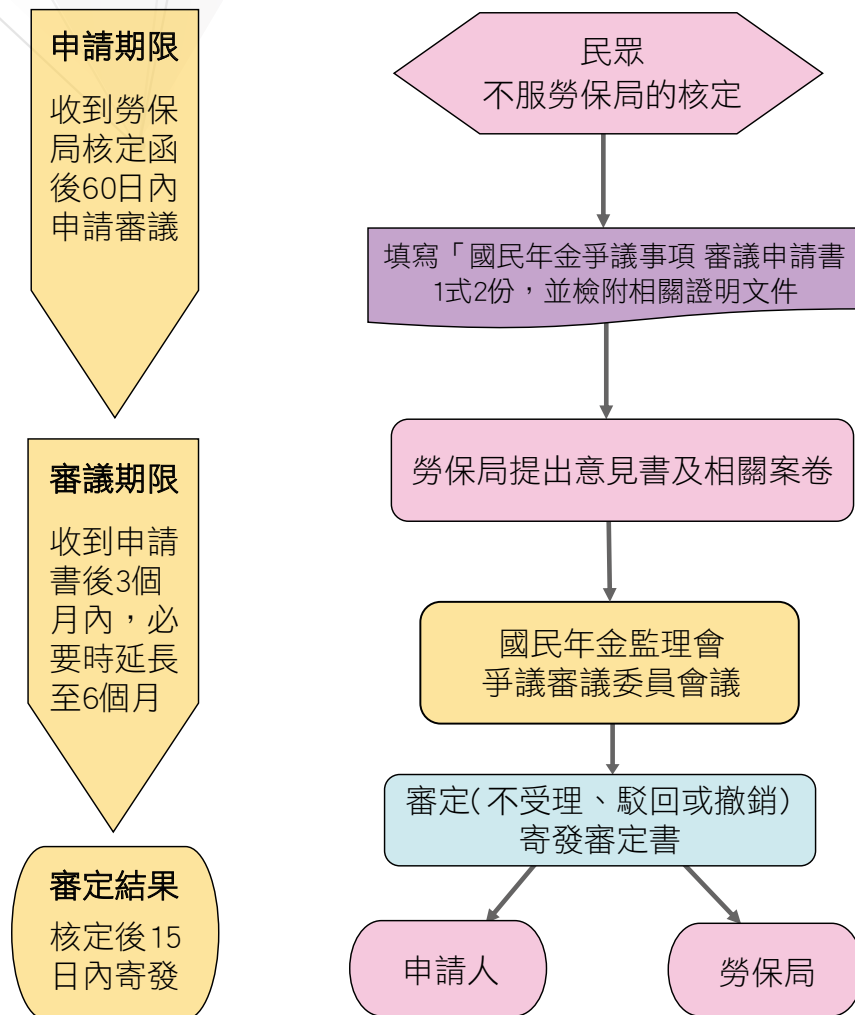 申請期限
收到勞保
局核定函
後60日內
申請審議
審議期限
收到申請
書後3個
月內，必
要時延長
至6個月
審定結果
核定後15
日內寄發
民眾
不服勞保局的核定
填寫「國民年金爭議事項 審議申請書
1式2份，並檢附相關證明文件
勞保局提出意見書及相關案卷
國民年金監理會
爭議審議委員會議
審定(不受理、駁回或撤銷)
寄發審定書
申請人
勞保局